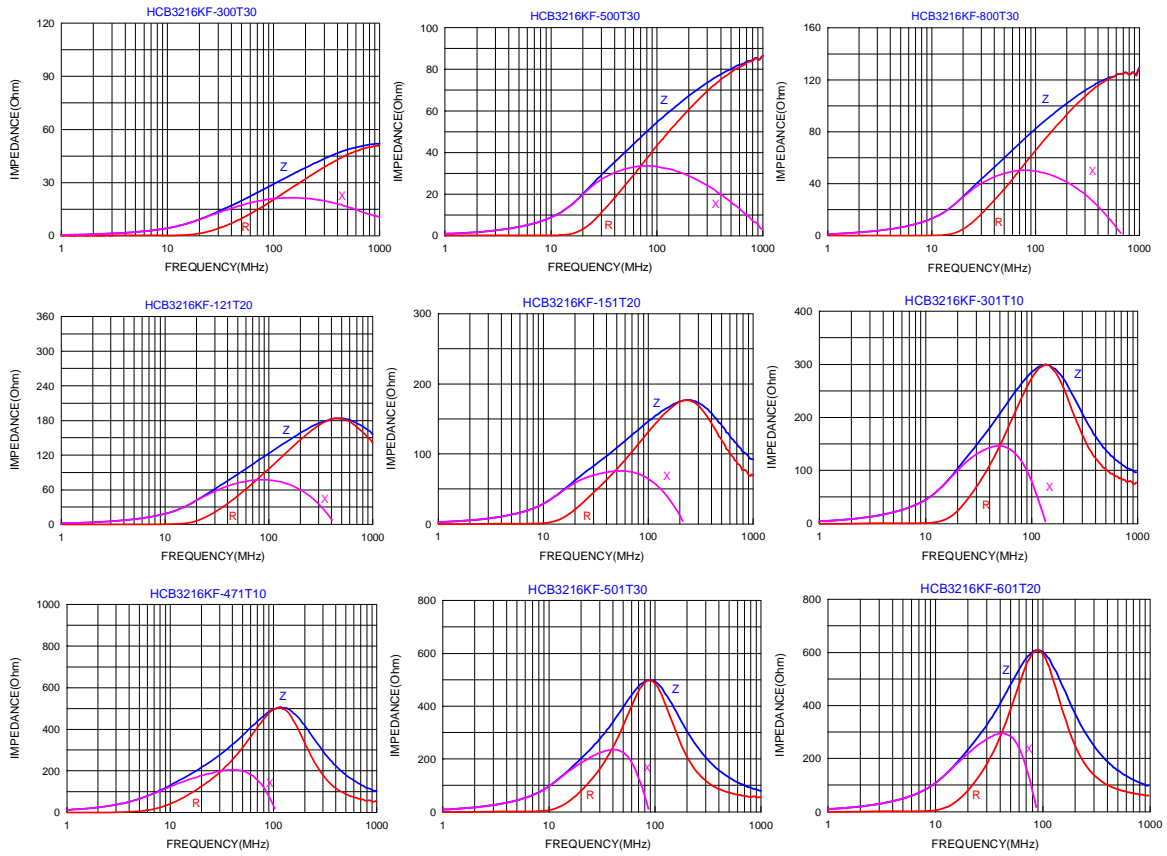 HCB3216KF-300T30
IMPEDANCE(Ohm)
120
90
60
30
0
Z
X
R
1
10
100
1000
FREQUENCY(MHz)
HCB3216KF-500T30
IMPEDANCE(Ohm)
100
80
60
40
20
0
Z
X
R
1
10
100
1000
FREQUENCY(MHz)
HCB3216KF-800T30
IMPEDANCE(Ohm)
160
120
80
40
0
Z
X
R
1
10
100
1000
FREQUENCY(MHz)
HCB3216KF-121T20
IMPEDANCE(Ohm)
360
300
240
180
120
60
0
Z
X
R
1
10
100
1000
FREQUENCY(MHz)
HCB3216KF-151T20
IMPEDANCE(Ohm)
300
200
100
0
Z
X
R
1
10
100
1000
FREQUENCY(MHz)
HCB3216KF-301T10
IMPEDANCE(Ohm)
400
300
200
100
0
Z
X
R
1
10
100
1000
FREQUENCY(MHz)
HCB3216KF-471T10
IMPEDANCE(Ohm)
1000
800
600
400
200
0
Z
X
R
1
10
100
1000
FREQUENCY(MHz)
HCB3216KF-501T30
IMPEDANCE(Ohm)
800
600
400
200
0
Z
X
R
1
10
100
1000
FREQUENCY(MHz)
HCB3216KF-601T20
IMPEDANCE(Ohm)
800
600
400
200
0
Z
X
R
1
10
100
1000
FREQUENCY(MHz)